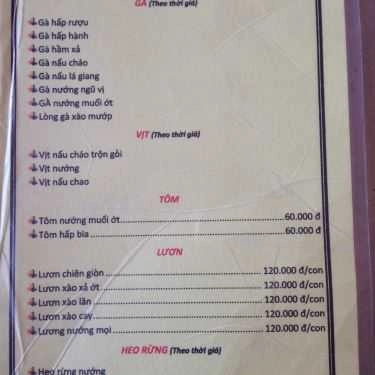 GÀ (Theo thời giá)
Gà hấp rượu
Gà hấp hành
Gà hầm xả
Gà nấu cháo
Gà nấu lá giang
Gà nướng ngũ vị
GÀ nướng muối ớt
Lòng gà xào mướp
VỊT (Theo thời giá)
Vịt nấu cháo trộn gỏi
Vịt nướng
Vịt nấu chao
TÔM
Tôm nướng muối ớt 60.000 đ
Tôm hấp bia 60.000 đ
LƯƠN
Lươn chiên giòn 120.000 đ/con
Lươn xào xả ớt 120.000 đ/con
Lươn xào lăn 120.000 đ/con
Lươn xào cay 120.000 đ/con
Lương nướng mọi 120.000 đ/con
HEO RỪNG (Theo thời giá)
Heo rừng nướng